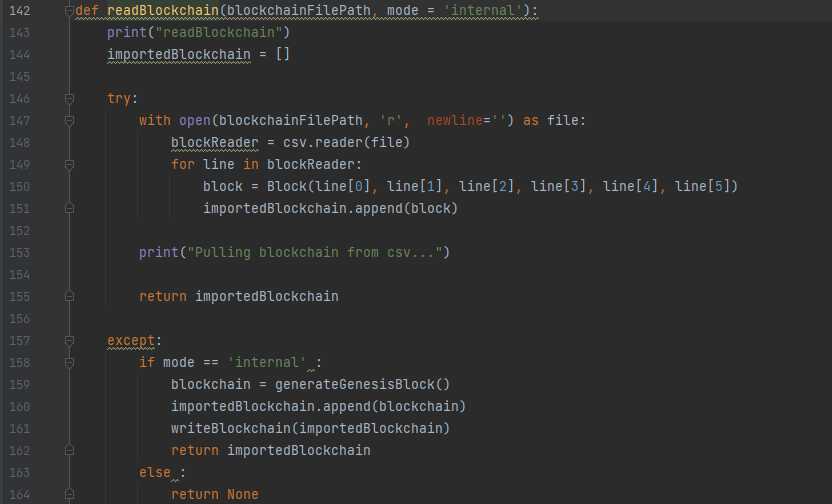 142 def readBlockchain(blockchainFilePath, mode = 'internal'):
143     print("readBlockchain")
144     importedBlockchain = []
145
146     try:
147         with open(blockchainFilePath, 'r',  newline='') as file:
148             blockReader = csv.reader(file)
149             for line in blockReader:
150                 block = Block(line[0], line[1], line[2], line[3], line[4], line[5])
151                 importedBlockchain.append(block)
152
153         print("Pulling blockchain from csv...")
154
155         return importedBlockchain
156
157     except:
158         if mode == 'internal' :
159             blockchain = generateGenesisBlock()
160             importedBlockchain.append(blockchain)
161             writeBlockchain(importedBlockchain)
162             return importedBlockchain
163         else :
164             return None